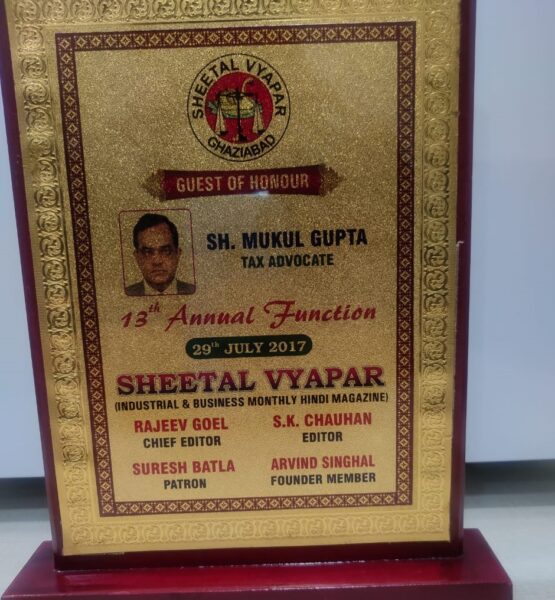 SHEETAL VYAPAR
GHAZIABAD
GUEST OF HONOUR
SH. MUKUL GUPTA
TAX ADVOCATE
13th Annual Function
29th JULY 2017
SHEETAL VYAPAR
(INDUSTRIAL & BUSINESS MONTHLY HINDI MAGAZINE)
RAJEEV GOEL S.K. CHAUHAN
CHIEF EDITOR EDITOR
SURESH BATLA ARVIND SINGHAL
PATRON FOUNDER MEMBER